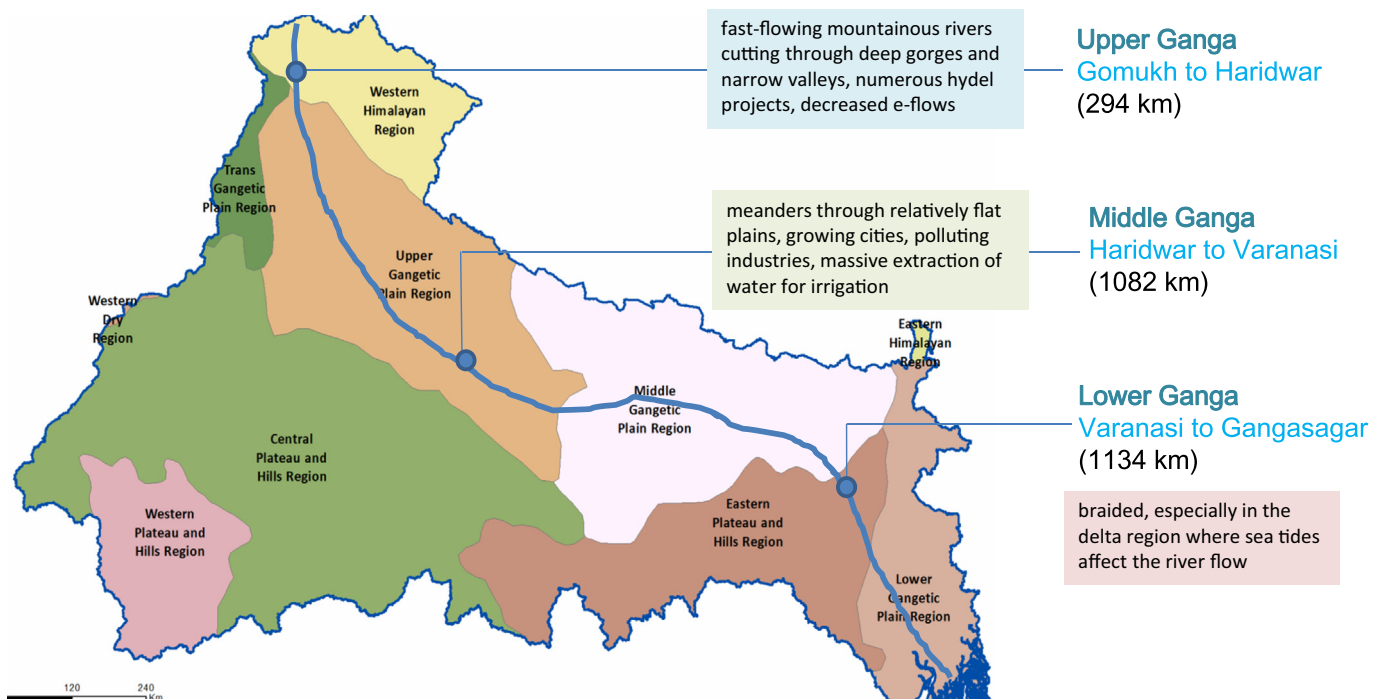 fast-flowing mountainous rivers
cutting through deep gorges and
narrow valleys, numerous hydel
projects, decreased e-flows
Upper Ganga
Gomukh to Haridwar
(294 km)
Western
Himalayan
Region
Trans
Gangetic
Plain Region
meanders through relatively flat
plains, growing cities, polluting
industries, massive extraction of
water for irrigation
Middle Ganga
Haridwar to Varanasi
(1082 km)
Upper
Gangetic
Plain Region
Western
Dry
Region
Eastern
Himalayan
Region
Middle
Gangetic
Plain Region
Lower Ganga
Varanasi to Gangasagar
(1134 km)
Central
Plateau and
Hills Region
Western
Plateau and
Hills Region
Eastern
Plateau and
Hills Region
braided, especially in the
delta region where sea tides
affect the river flow
Lower
Gangetic
Plain Region
120 240
Km